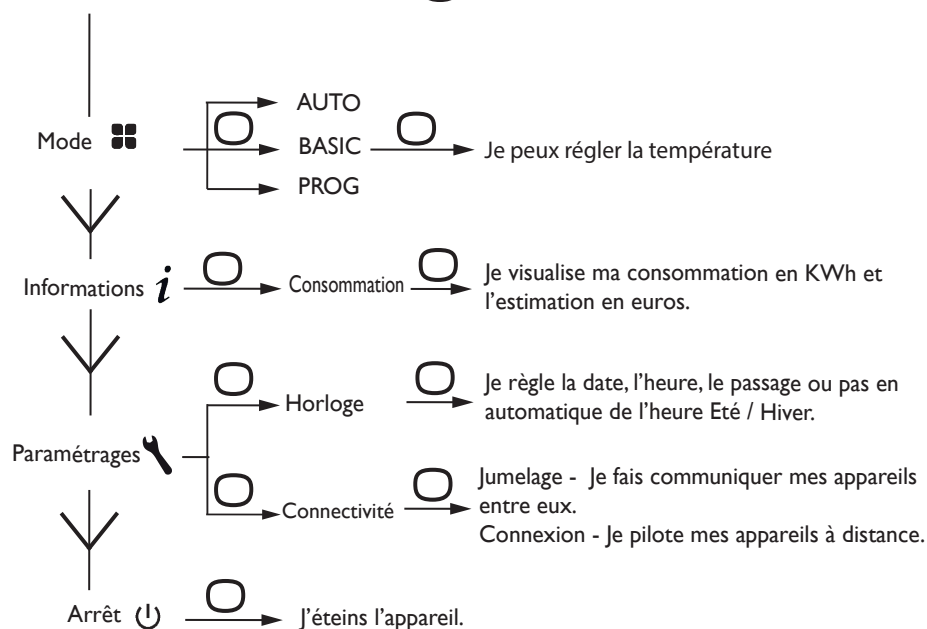 Mode
AUTO
BASIC
PROG
Je peux régler la température
Informations i
Consommation
Je visualise ma consommation en KWh et
l'estimation en euros.
Paramétrages
Horloge
Je règle la date, l'heure, le passage ou pas en
automatique de l'heure Eté / Hiver.
Connectivité
Jumelage - Je fais communiquer mes appareils
entre eux.
Connexion - Je pilote mes appareils à distance.
Arrêt
J'éteins l'appareil.